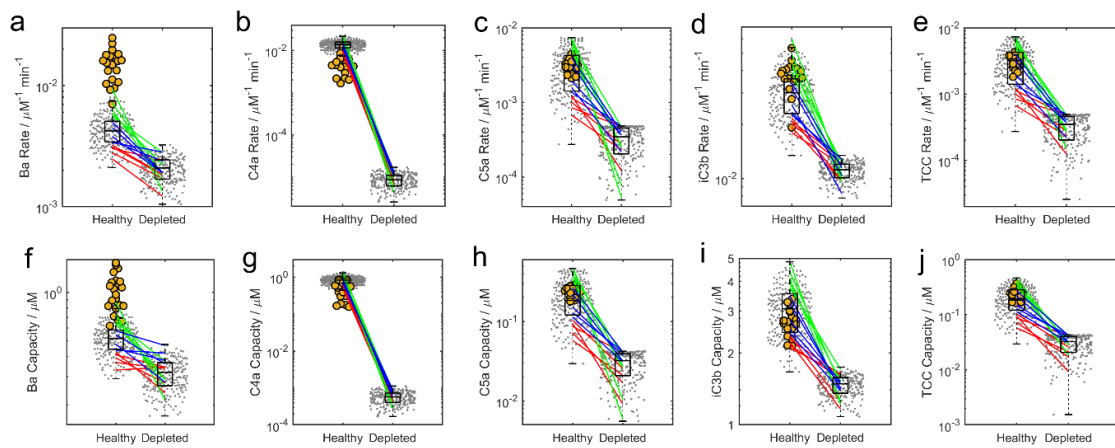 a
Ba Rate / μM⁻¹ min⁻¹
10⁻²
10⁻³
Healthy Depleted
b
C4a Rate / μM⁻¹ min⁻¹
10⁻²
10⁻⁴
Healthy Depleted
c
C5a Rate / μM⁻¹ min⁻¹
10⁻²
10⁻³
10⁻⁴
Healthy Depleted
d
iC3b Rate / μM⁻¹ min⁻¹
10⁻²
Healthy Depleted
e
TCC Rate / μM⁻¹ min⁻¹
10⁻²
10⁻³
10⁻⁴
Healthy Depleted
f
Ba Capacity / μM
10⁰
Healthy Depleted
g
C4a Capacity / μM
10⁰
10⁻²
10⁻⁴
Healthy Depleted
h
C5a Capacity / μM
10⁻¹
10⁻²
Healthy Depleted
i
iC3b Capacity / μM
5
4
3
2
1
Healthy Depleted
j
TCC Capacity / μM
10⁰
10⁻¹
10⁻²
10⁻³
Healthy Depleted